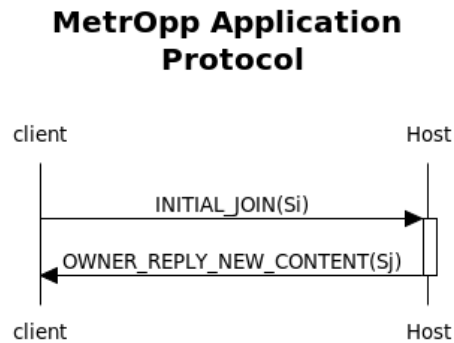 MetrOpp Application
Protocol
client Host
INITIAL_JOIN(Si)
OWNER_REPLY_NEW_CONTENT(Sj)
client Host